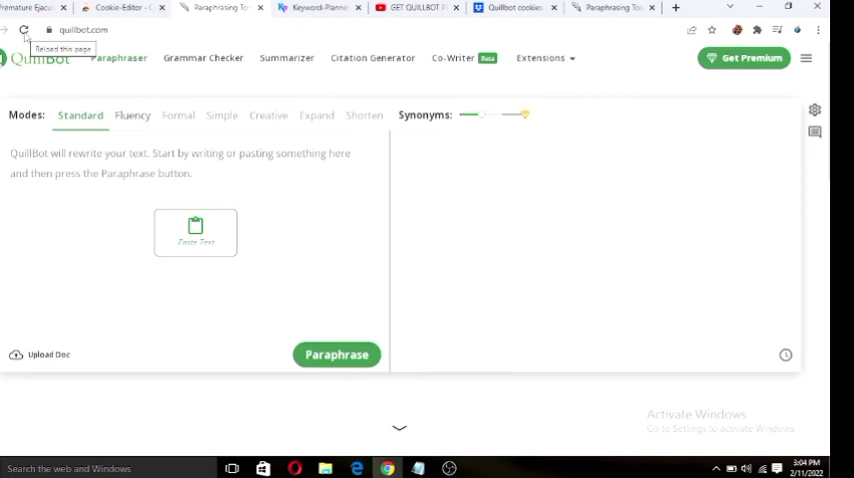 Premature Ejacul
Cookie-Editor - C
Paraphrasing To
Keyword-Planne
GET QUILLBOT P
Quillbot cookies
Paraphrasing Too
quillbot.com
Reload this page
QuillBot
Paraphraser
Grammar Checker
Summarizer
Citation Generator
Co-Writer Beta
Extensions
Get Premium
Modes: Standard Fluency Formal Simple Creative Expand Shorten Synonyms:
QuillBot will rewrite your text. Start by writing or pasting something here
and then press the Paraphrase button.
Paste Text
Upload Doc
Paraphrase
Activate Windows
Go to Settings to activate Windows.
Search the web and Windows
3:04 PM
2/11/2022